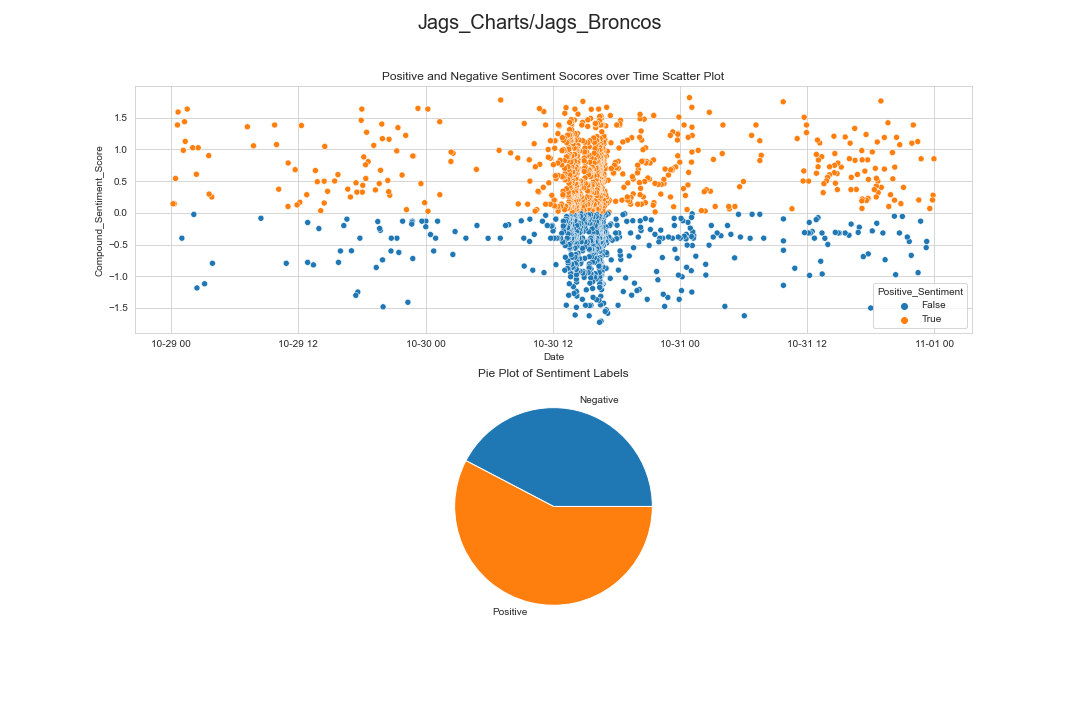 Jags_Charts/Jags_Broncos
Positive and Negative Sentiment Socores over Time Scatter Plot
Compound_Sentiment_Score
1.5
1.0
0.5
0.0
−0.5
−1.0
−1.5
Positive_Sentiment
False
True
10-29 00 10-29 12 10-30 00 10-30 12 10-31 00 10-31 12 11-01 00
Date
Pie Plot of Sentiment Labels
Negative
Positive